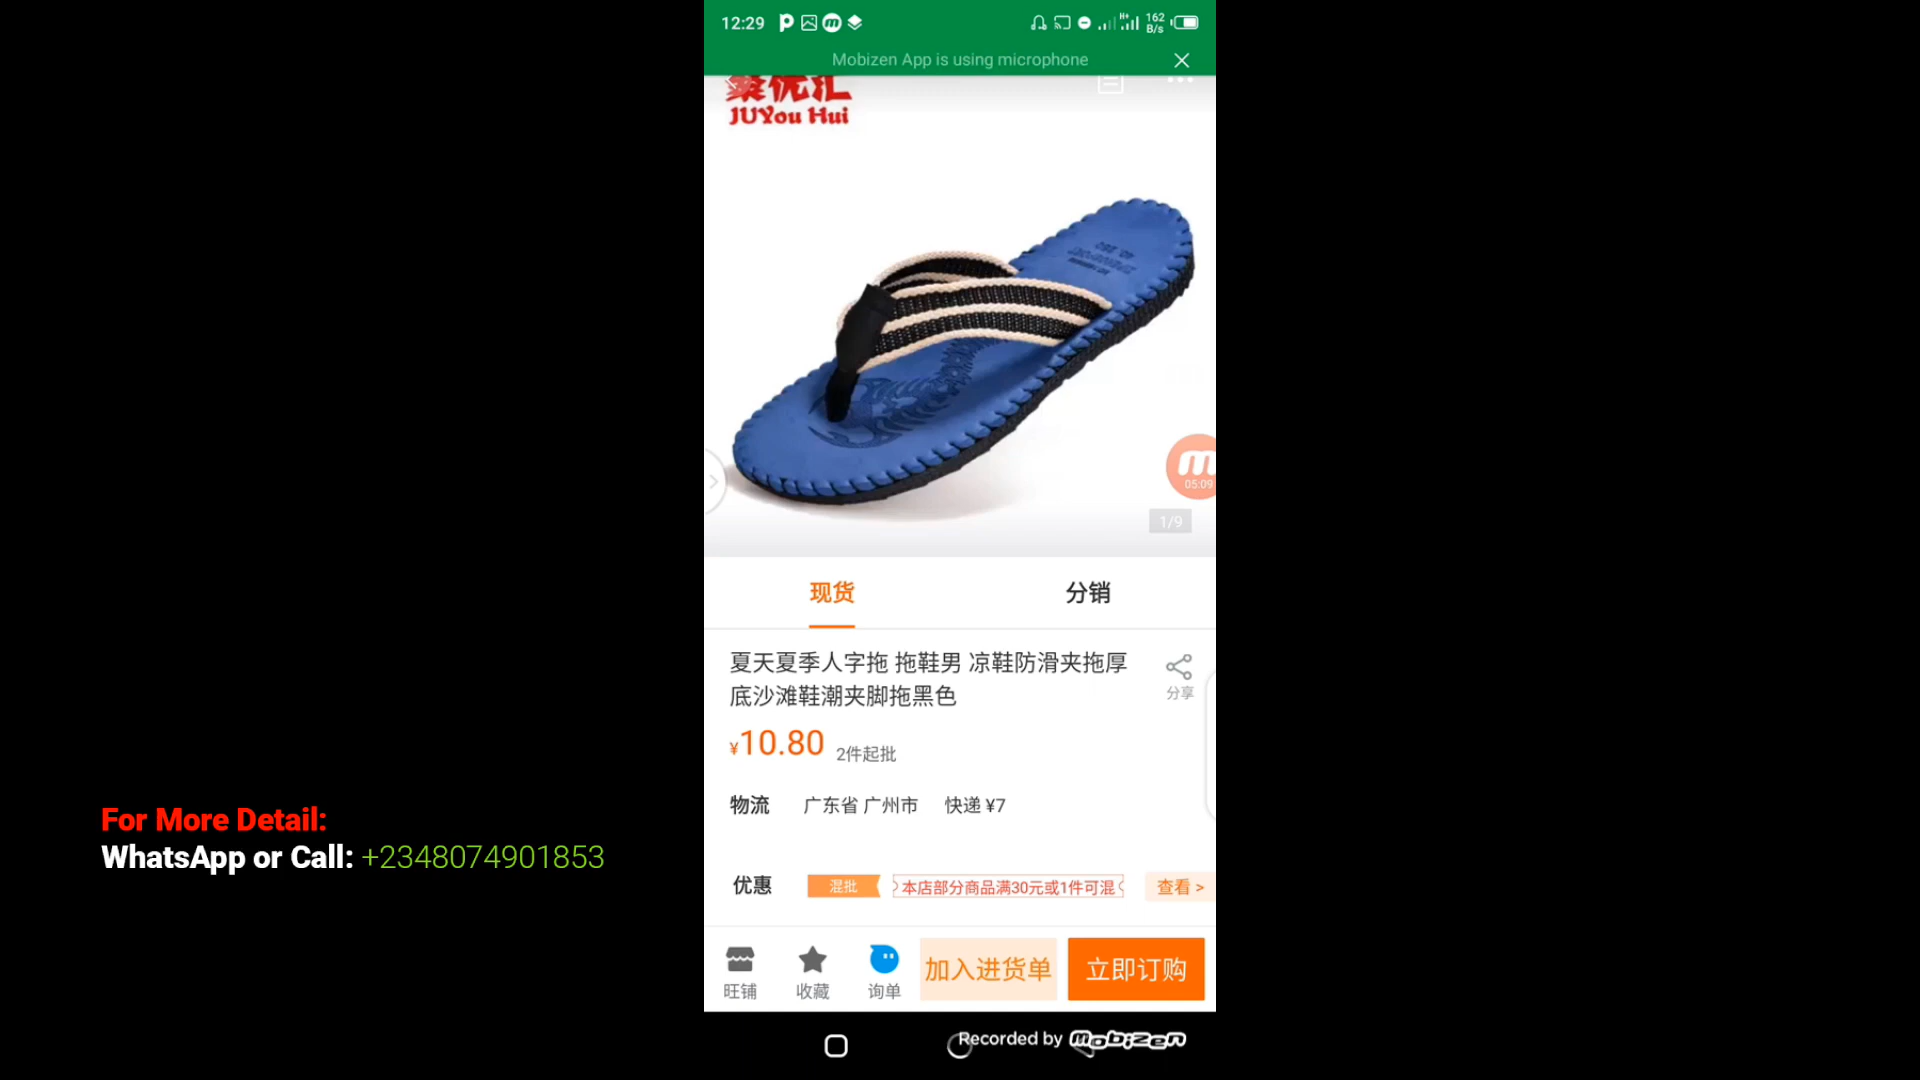 12:29
162
B/s
Mobizen App is using microphone
聚优汇
JUYou Hui
05:09
1/9
现货
分销
夏天夏季人字拖 拖鞋男 凉鞋防滑夹拖厚
底沙滩鞋潮夹脚拖黑色
分享
¥10.80 2件起批
物流 广东省 广州市 快递 ¥7
For More Detail:
WhatsApp or Call: +2348074901853
优惠 混批 本店部分商品满30元或1件可混 查看 >
旺铺
收藏
询单
加入进货单
立即订购
Recorded by mobizen